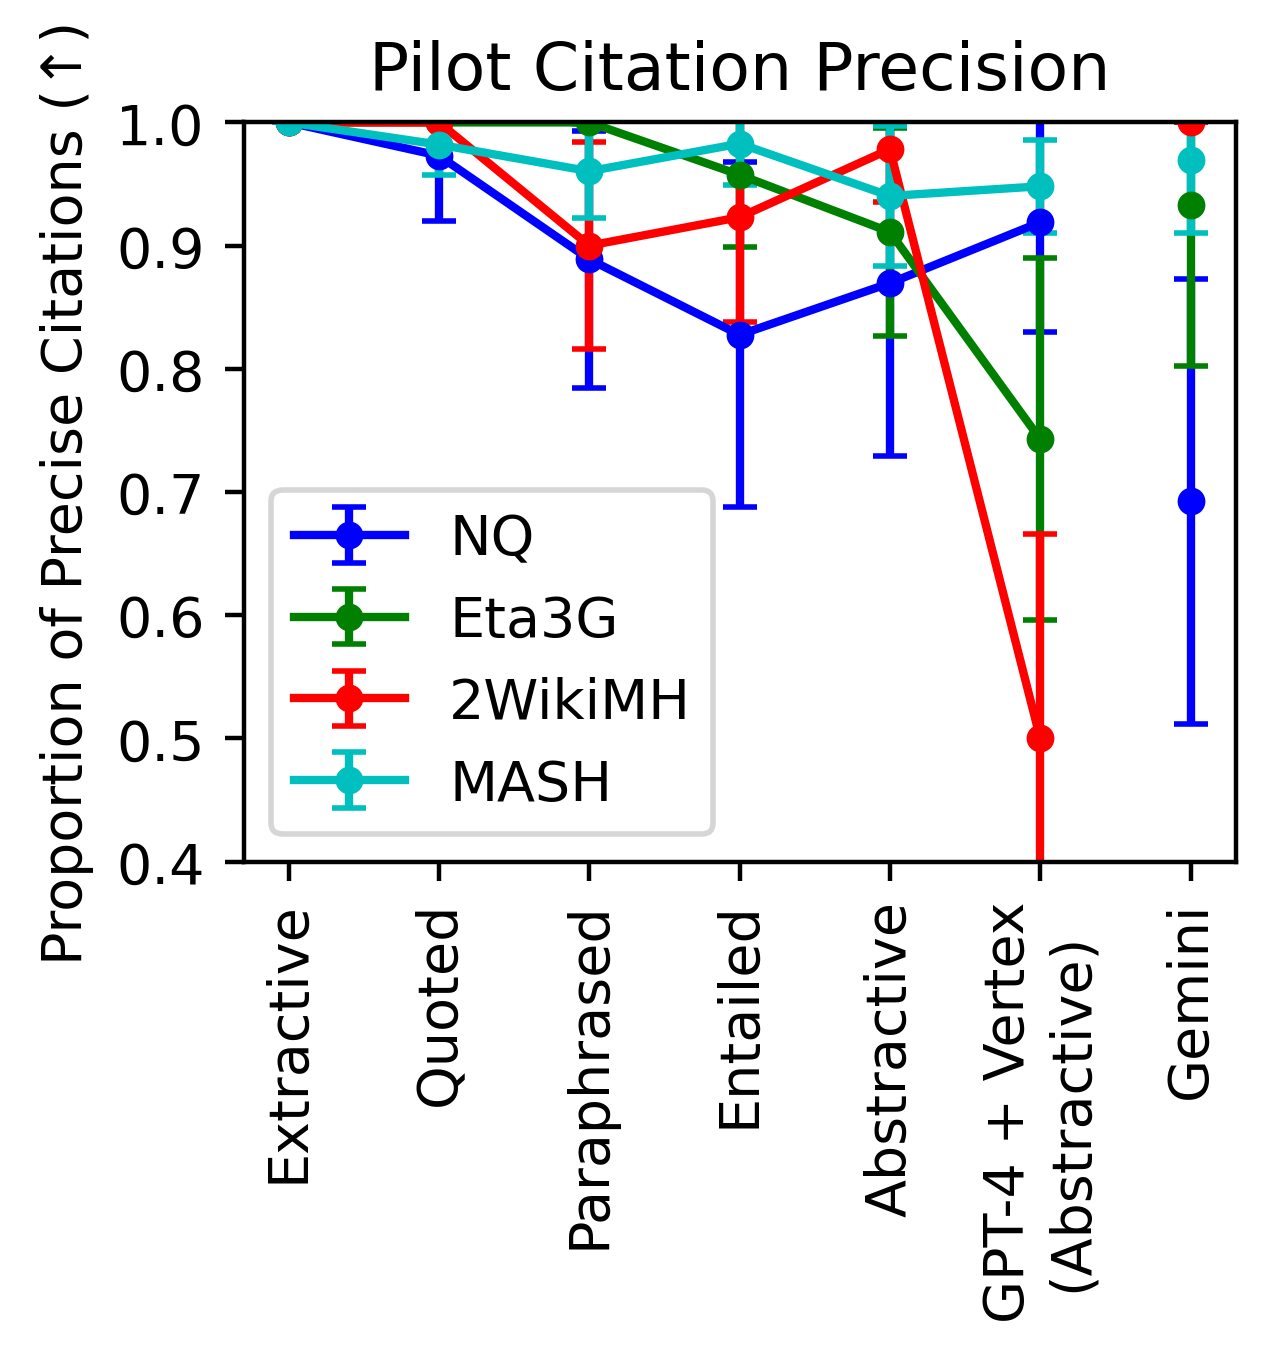 Pilot Citation Precision
Proportion of Precise Citations (↑)
1.0
0.9
0.8
0.7
0.6
0.5
0.4
NQ
Eta3G
2WikiMH
MASH
Extractive
Quoted
Paraphrased
Entailed
Abstractive
GPT-4 + Vertex
(Abstractive)
Gemini